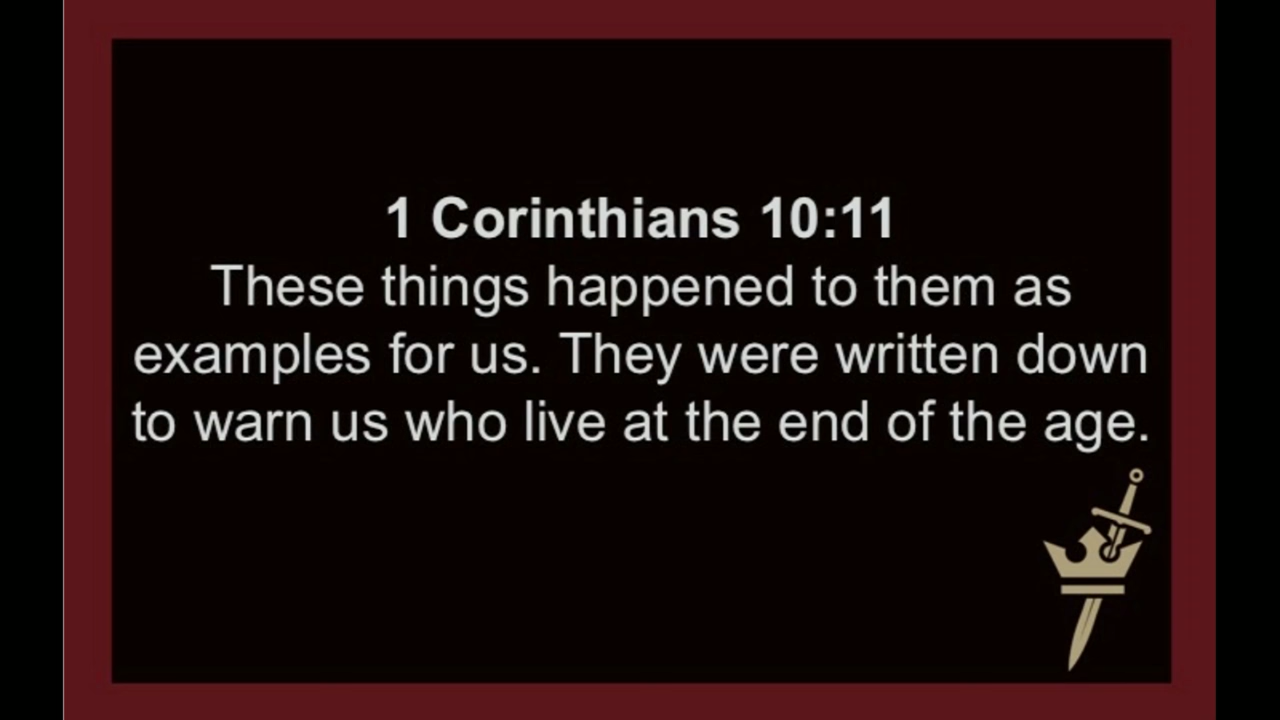 1 Corinthians 10:11
These things happened to them as
examples for us. They were written down
to warn us who live at the end of the age.